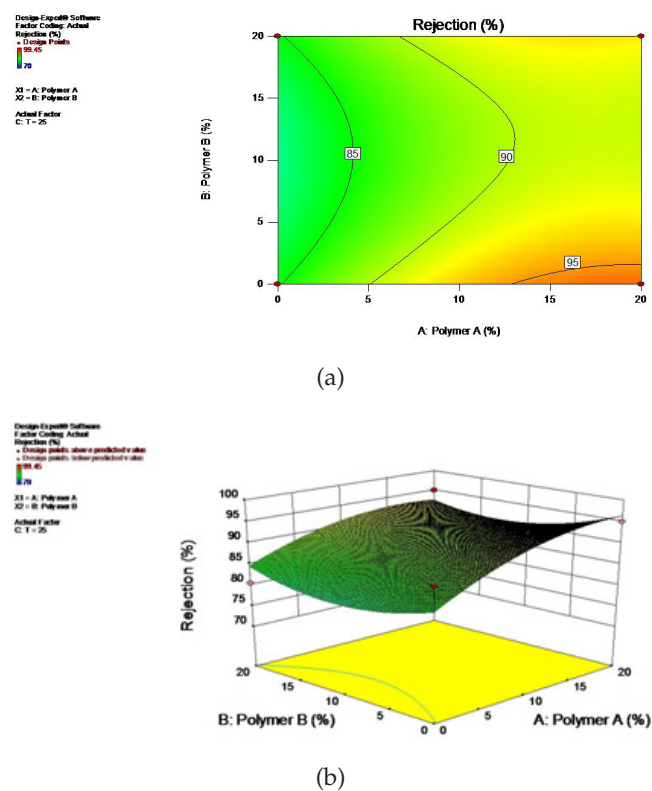 Design-Expert® Software
Factor Coding: Actual
Rejection (%)
Design Points
99.45
70
X1 = A: Polymer A
X2 = B: Polymer B
Actual Factor
C: T = 25
Rejection (%)
20
15
10
5
0
B: Polymer B (%)
85
90
95
0
5
10
15
20
A: Polymer A (%)
(a)
Design-Expert® Software
Factor Coding: Actual
Rejection (%)
Design points above predicted value
Design points below predicted value
99.45
70
X1 = A: Polymer A
X2 = B: Polymer B
Actual Factor
C: T = 25
100
95
90
85
80
75
70
Rejection (%)
20
15
10
5
0
B: Polymer B (%)
0
5
10
15
20
A: Polymer A (%)
(b)